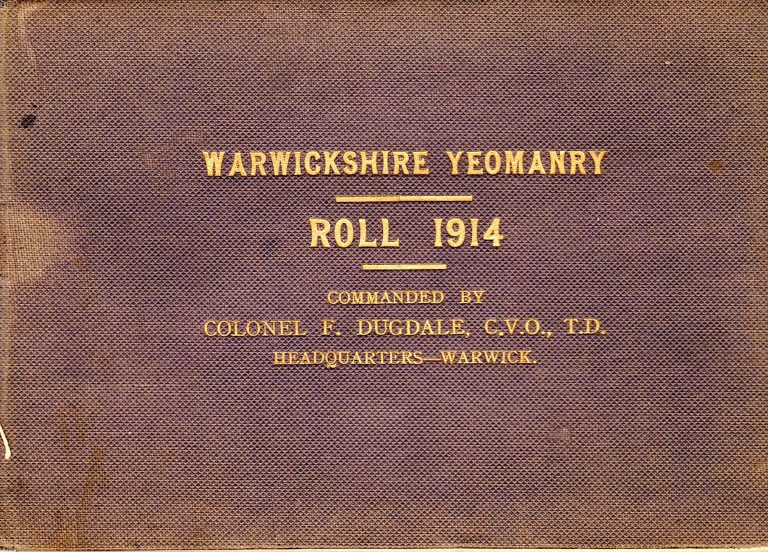 WARWICKSHIRE YEOMANRY
ROLL 1914
COMMANDED BY
COLONEL F. DUGDALE, C.V.O., T.D.
HEADQUARTERS—WARWICK.